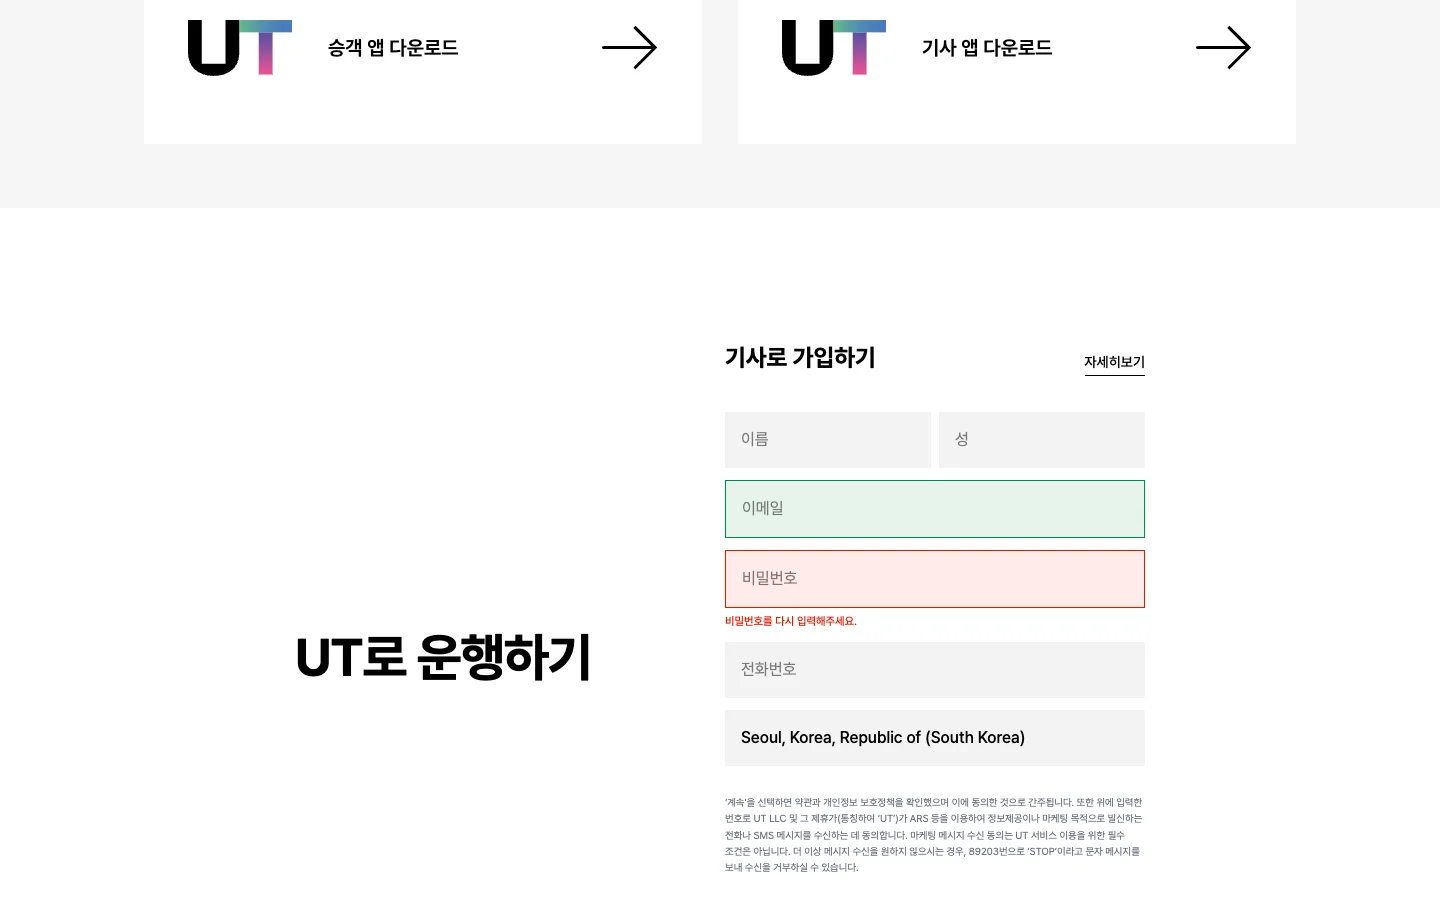 UT 승객 앱 다운로드
UT 기사 앱 다운로드
UT로 운행하기
기사로 가입하기
자세히보기
이름
성
이메일
비밀번호
비밀번호를 다시 입력해주세요.
전화번호
Seoul, Korea, Republic of (South Korea)
‘계속’을 선택하면 약관과 개인정보 보호정책을 확인했으며 이에 동의한 것으로 간주됩니다. 또한 위에 입력한
번호로 UT LLC 및 그 제휴가(통칭하여 ‘UT’)가 ARS 등을 이용하여 정보제공이나 마케팅 목적으로 발신하는
전화나 SMS 메시지를 수신하는 데 동의합니다. 마케팅 메시지 수신 동의는 UT 서비스 이용을 위한 필수
조건은 아닙니다. 더 이상 메시지 수신을 원하지 않으시는 경우, 89203번으로 ‘STOP’이라고 문자 메시지를
보내 수신을 거부하실 수 있습니다.